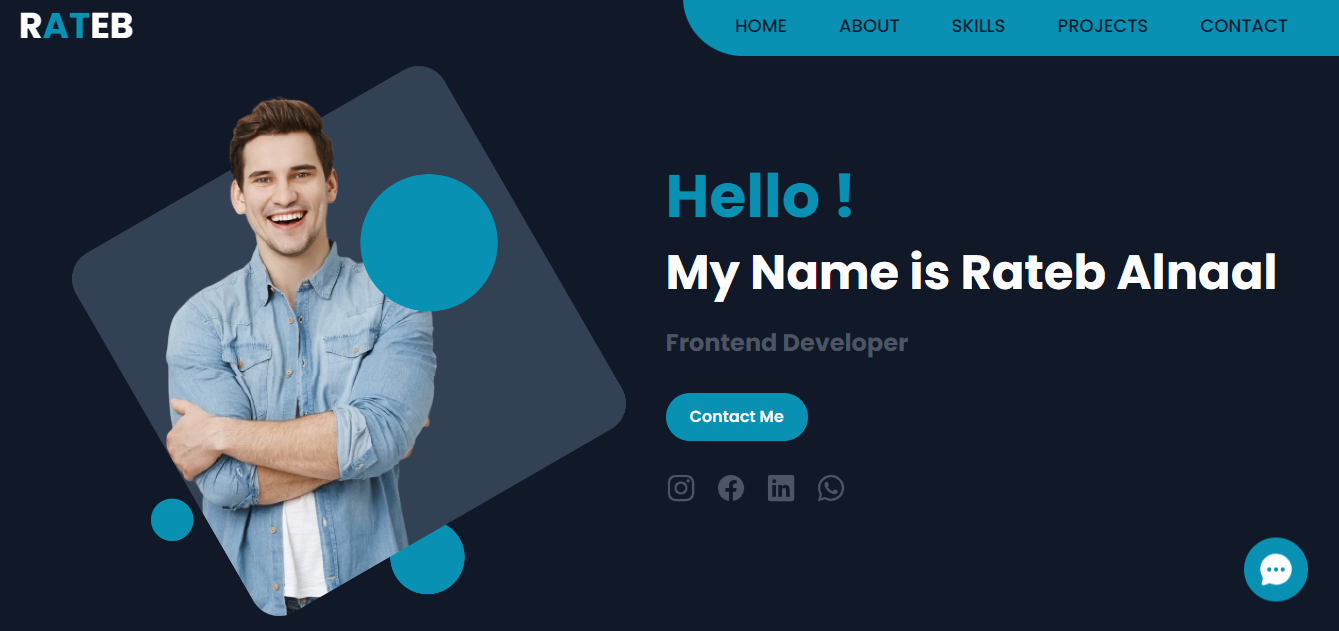 RATEB
HOME ABOUT SKILLS PROJECTS CONTACT
Hello !
My Name is Rateb Alnaal
Frontend Developer
Contact Me